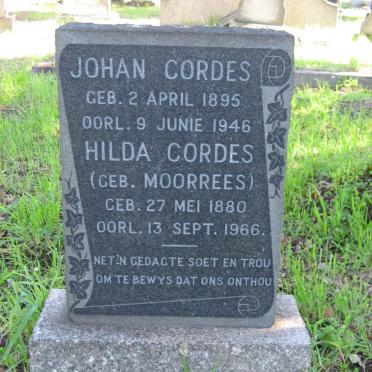 JOHAN CORDES
GEB. 2 APRIL 1895
OORL. 9 JUNIE 1946
HILDA CORDES
(GEB. MOORREES)
GEB. 27 MEI 1880
OORL. 13 SEPT. 1966.
NET 'N GEDAGTE SOET EN TROU
OM TE BEWYS DAT ONS ONTHOU